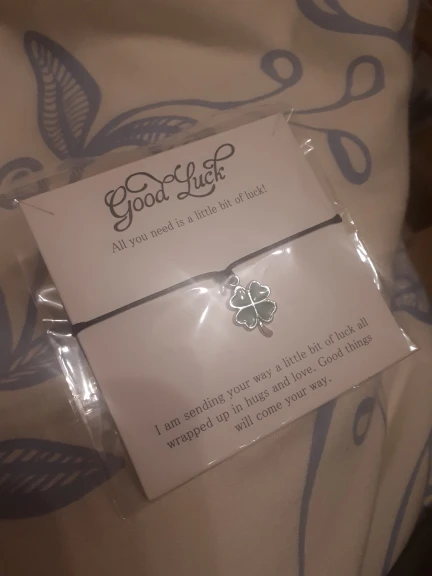 Good Luck
All you need is a little bit of luck!
I am sending your way a little bit of luck all
wrapped up in hugs and love. Good things
will come your way.